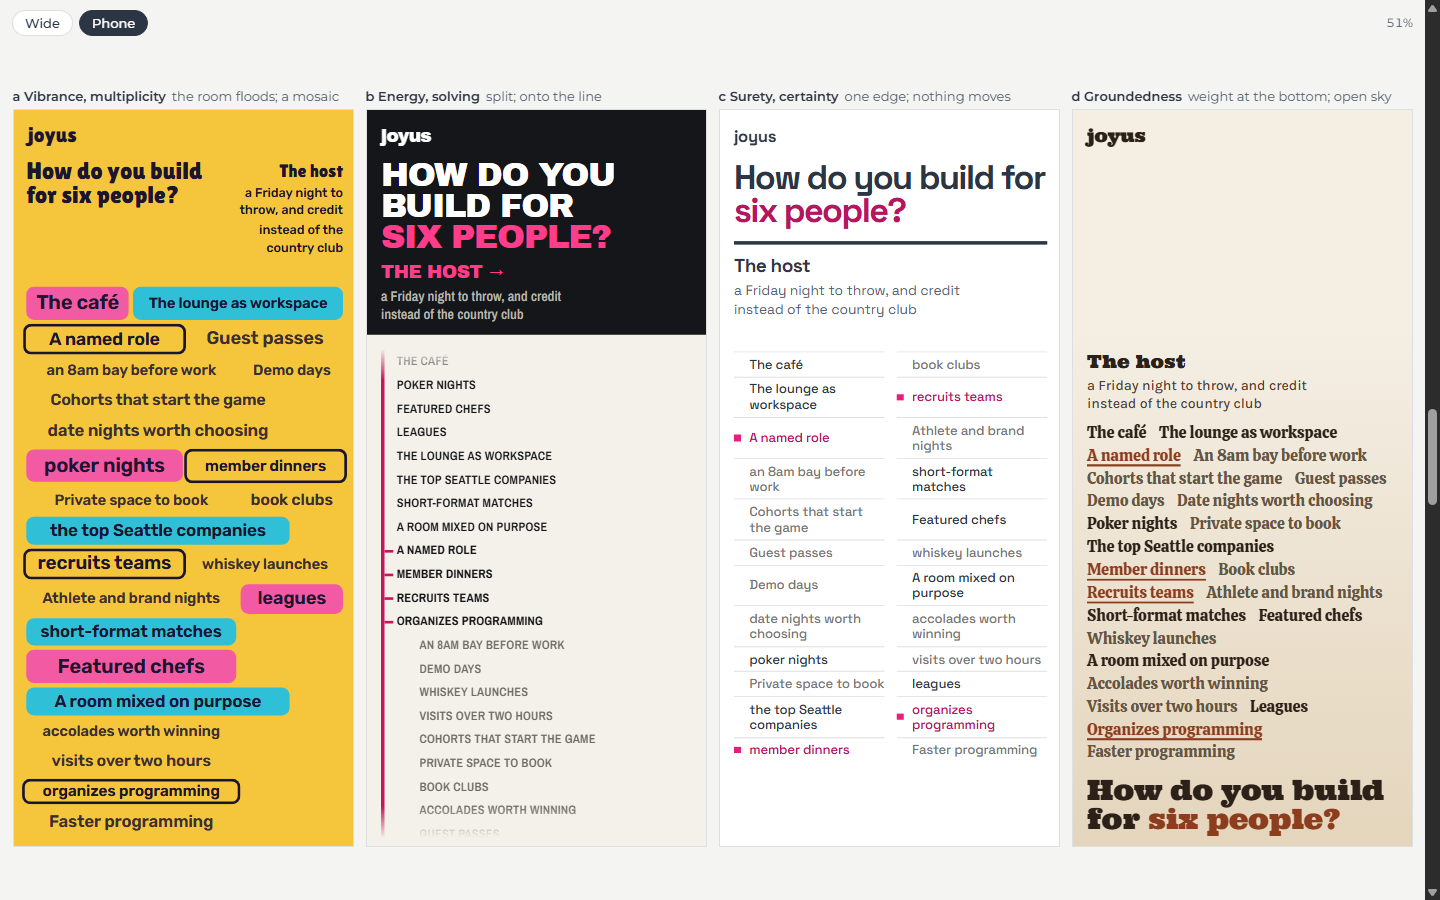 Wide
Phone
51%
a Vibrance, multiplicity the room floods; a mosaic
joyus
How do you build
for six people?
The host
a Friday night to
throw, and credit
instead of the
country club
The café
The lounge as workspace
A named role
Guest passes
an 8am bay before work
Demo days
Cohorts that start the game
date nights worth choosing
poker nights
member dinners
Private space to book
book clubs
the top Seattle companies
recruits teams
whiskey launches
Athlete and brand nights
leagues
short-format matches
Featured chefs
A room mixed on purpose
accolades worth winning
visits over two hours
organizes programming
Faster programming
b Energy, solving split; onto the line
joyus
HOW DO YOU
BUILD FOR
SIX PEOPLE?
THE HOST →
a Friday night to throw, and credit
instead of the country club
THE CAFÉ
POKER NIGHTS
FEATURED CHEFS
LEAGUES
THE LOUNGE AS WORKSPACE
THE TOP SEATTLE COMPANIES
SHORT-FORMAT MATCHES
A ROOM MIXED ON PURPOSE
A NAMED ROLE
MEMBER DINNERS
RECRUITS TEAMS
ORGANIZES PROGRAMMING
AN 8AM BAY BEFORE WORK
DEMO DAYS
WHISKEY LAUNCHES
VISITS OVER TWO HOURS
COHORTS THAT START THE GAME
PRIVATE SPACE TO BOOK
BOOK CLUBS
ACCOLADES WORTH WINNING
GUEST PASSES
c Surety, certainty one edge; nothing moves
joyus
How do you build for
six people?
The host
a Friday night to throw, and credit
instead of the country club
The café
The lounge as
workspace
A named role
an 8am bay before
work
Cohorts that start
the game
Guest passes
Demo days
date nights worth
choosing
poker nights
Private space to book
the top Seattle
companies
member dinners
book clubs
recruits teams
Athlete and brand
nights
short-format
matches
Featured chefs
whiskey launches
A room mixed on
purpose
accolades worth
winning
visits over two hours
leagues
organizes
programming
Faster programming
d Groundedness weight at the bottom; open sky
joyus
The host
a Friday night to throw, and credit
instead of the country club
The café The lounge as workspace
A named role An 8am bay before work
Cohorts that start the game Guest passes
Demo days Date nights worth choosing
Poker nights Private space to book
The top Seattle companies
Member dinners Book clubs
Recruits teams Athlete and brand nights
Short-format matches Featured chefs
Whiskey launches
A room mixed on purpose
Accolades worth winning
Visits over two hours Leagues
Organizes programming
Faster programming
How do you build
for six people?